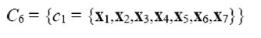 C₆ = {c₁ = {x₁,x₂,x₃,x₄,x₅,x₆,x₇}}